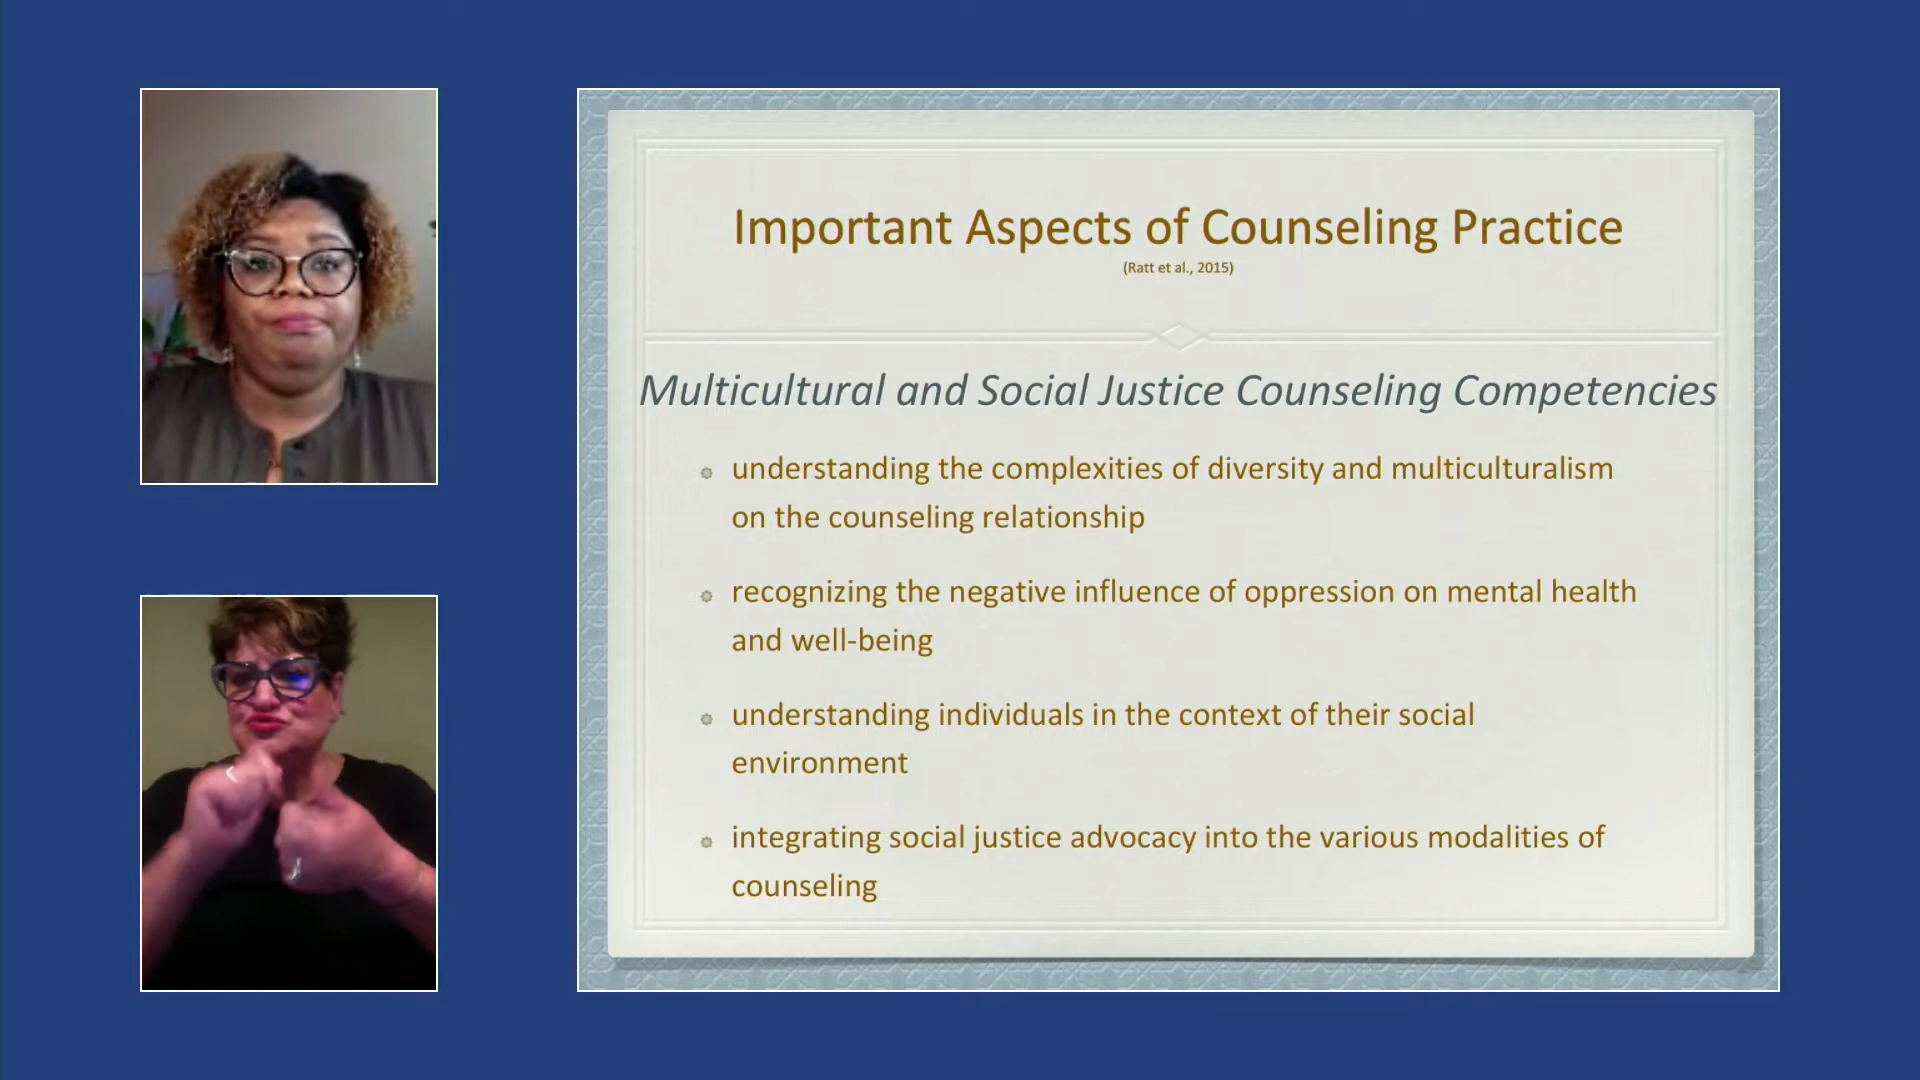 Important Aspects of Counseling Practice
(Ratt et al., 2015)
Multicultural and Social Justice Counseling Competencies
understanding the complexities of diversity and multiculturalism
on the counseling relationship
recognizing the negative influence of oppression on mental health
and well-being
understanding individuals in the context of their social
environment
integrating social justice advocacy into the various modalities of
counseling